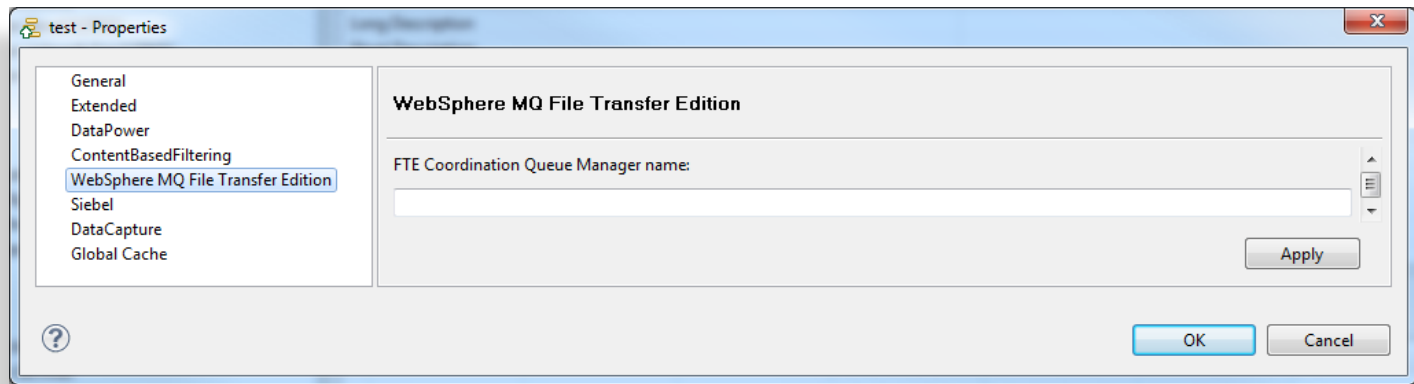 test - Properties
General
Extended
DataPower
ContentBasedFiltering
WebSphere MQ File Transfer Edition
Siebel
DataCapture
Global Cache
WebSphere MQ File Transfer Edition
FTE Coordination Queue Manager name:
Apply
?
OK
Cancel